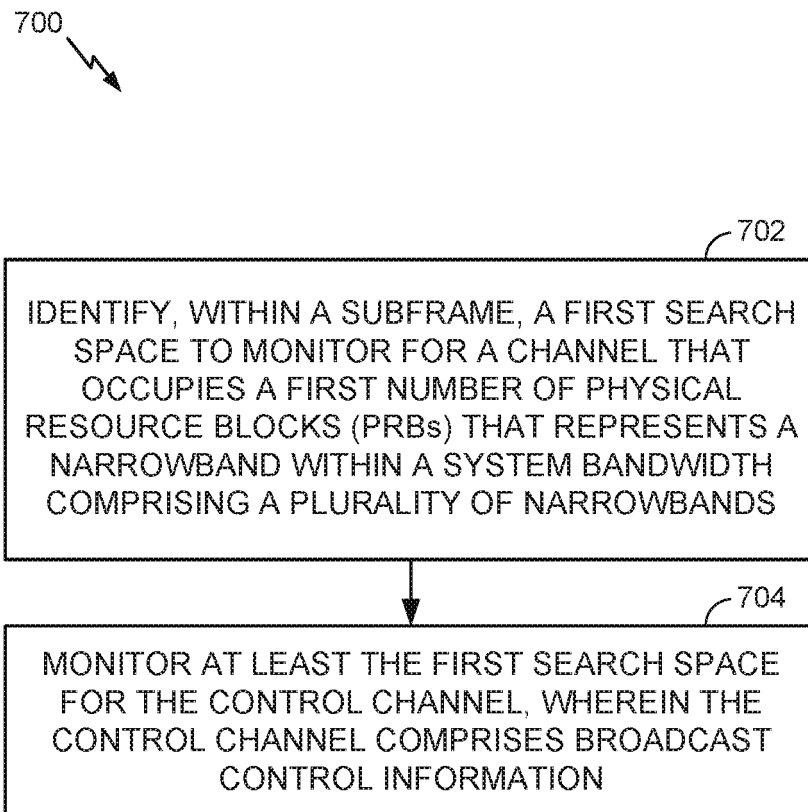 700
702
IDENTIFY, WITHIN A SUBFRAME, A FIRST SEARCH
SPACE TO MONITOR FOR A CHANNEL THAT
OCCUPIES A FIRST NUMBER OF PHYSICAL
RESOURCE BLOCKS (PRBs) THAT REPRESENTS A
NARROWBAND WITHIN A SYSTEM BANDWIDTH
COMPRISING A PLURALITY OF NARROWBANDS
704
MONITOR AT LEAST THE FIRST SEARCH SPACE
FOR THE CONTROL CHANNEL, WHEREIN THE
CONTROL CHANNEL COMPRISES BROADCAST
CONTROL INFORMATION